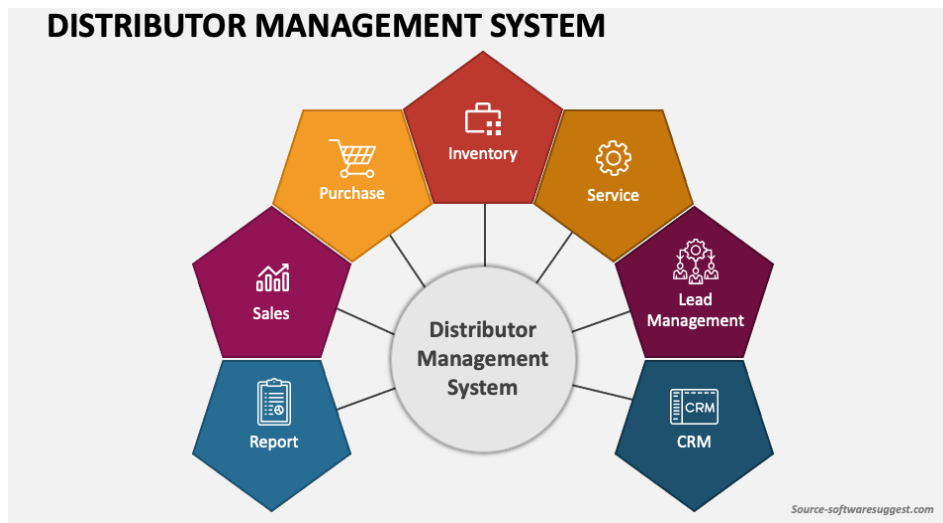 DISTRIBUTOR MANAGEMENT SYSTEM
Inventory
Purchase
Service
Sales
Lead
Management
Distributor
Management
System
Report
CRM
CRM
Source-softwaresuggest.com